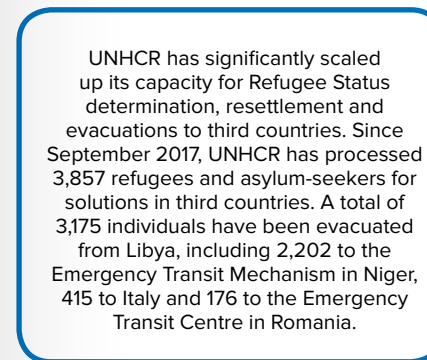 UNHCR has significantly scaled
up its capacity for Refugee Status
determination, resettlement and
evacuations to third countries. Since
September 2017, UNHCR has processed
3,857 refugees and asylum-seekers for
solutions in third countries. A total of
3,175 individuals have been evacuated
from Libya, including 2,202 to the
Emergency Transit Mechanism in Niger,
415 to Italy and 176 to the Emergency
Transit Centre in Romania.